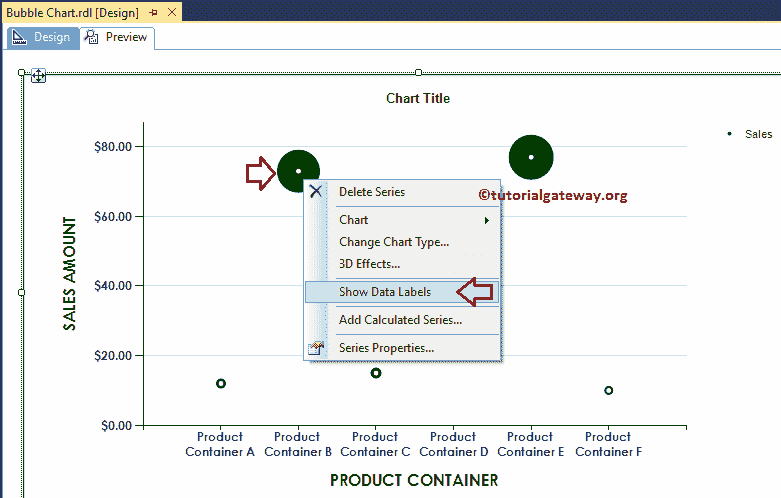 Bubble Chart.rdl [Design]
Design
Preview
Chart Title
Sales
$80.00
$60.00
$40.00
$20.00
$0.00
SALES AMOUNT
Delete Series
©tutorialgateway.org
Chart
Change Chart Type...
3D Effects...
Show Data Labels
Add Calculated Series...
Series Properties...
Product
Container A
Product
Container B
Product
Container C
Product
Container D
Product
Container E
Product
Container F
PRODUCT CONTAINER